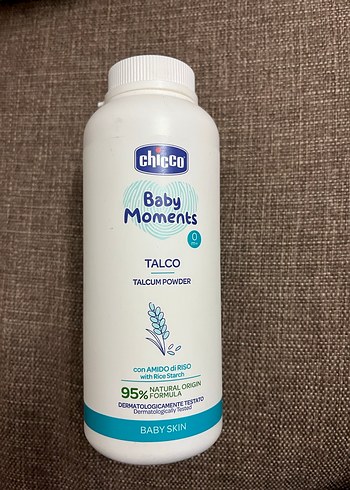 chicco
Baby
Moments
0
TALCO
TALCUM POWDER
con AMIDO di RISO
with Rice Starch
95% NATURAL ORIGIN
FORMULA
DERMATOLOGICAMENTE TESTATO
Dermatologically Tested
BABY SKIN